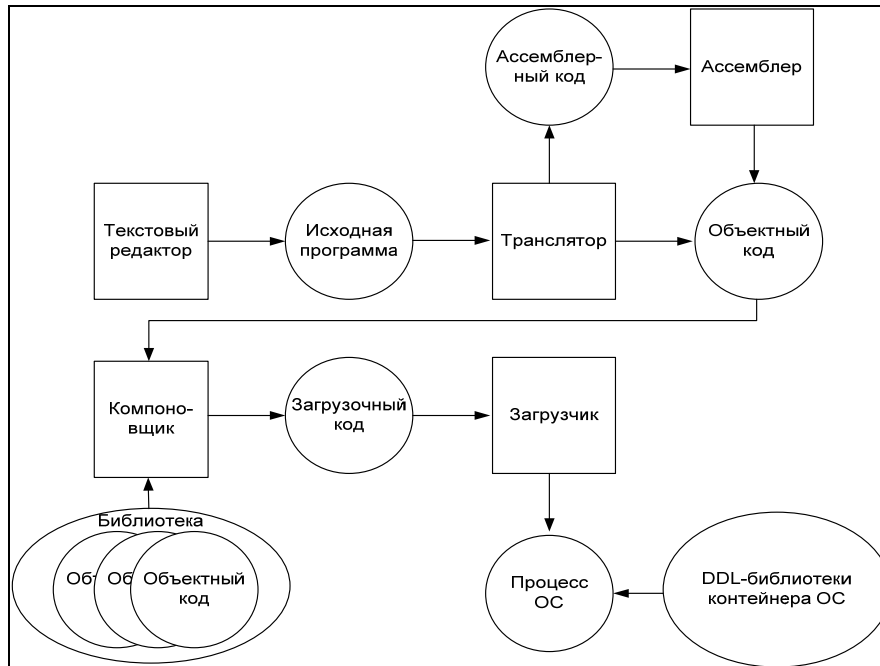 Ассемблер-
ный код
Ассемблер
Текстовый
редактор
Исходная
программа
Транслятор
Объектный
код
Компоно-
вщик
Загрузочный
код
Загрузчик
Библиотека
Объектный
код
Процесс
ОС
DDL-библиотеки
контейнера ОС